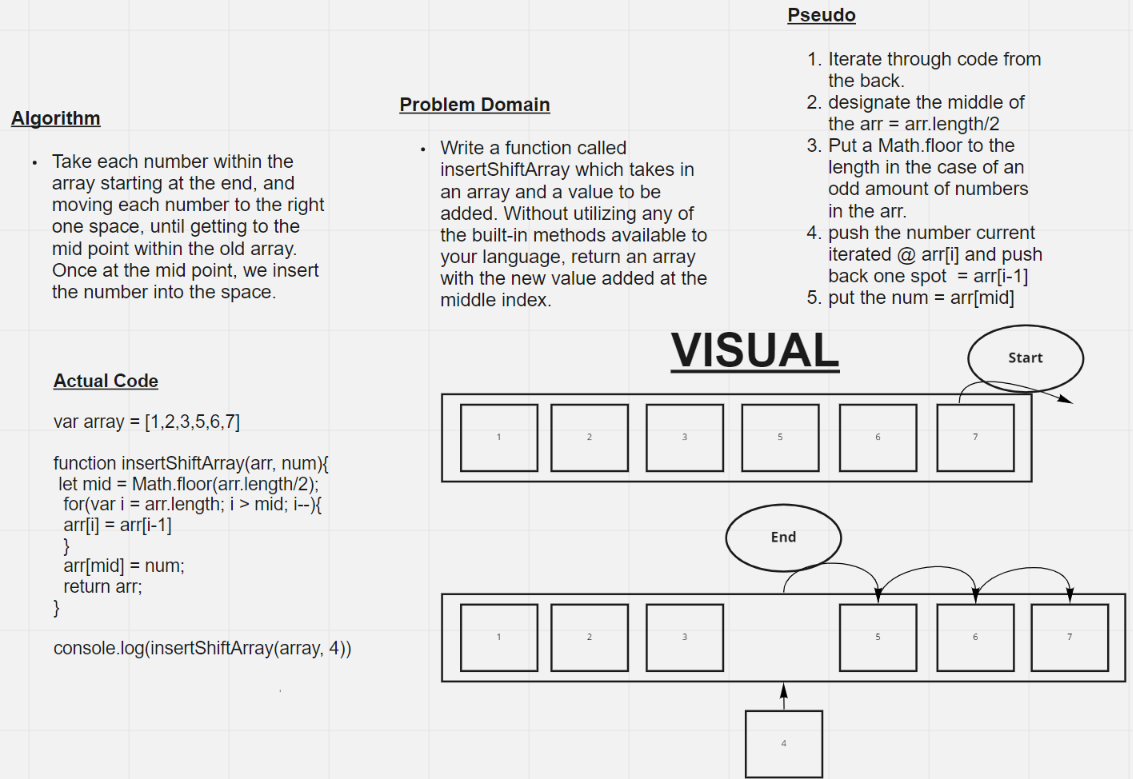 Algorithm
• Take each number within the
array starting at the end, and
moving each number to the right
one space, until getting to the
mid point within the old array.
Once at the mid point, we insert
the number into the space.
Problem Domain
• Write a function called
insertShiftArray which takes in
an array and a value to be
added. Without utilizing any of
the built-in methods available to
your language, return an array
with the new value added at the
middle index.
Pseudo
1. Iterate through code from
the back.
2. designate the middle of
the arr = arr.length/2
3. Put a Math.floor to the
length in the case of an
odd amount of numbers
in the arr.
4. push the number current
iterated @ arr[i] and push
back one spot  = arr[i-1]
5. put the num = arr[mid]
Actual Code
var array = [1,2,3,5,6,7]
function insertShiftArray(arr, num){
let mid = Math.floor(arr.length/2);
for(var i = arr.length; i > mid; i--){
arr[i] = arr[i-1]
}
arr[mid] = num;
return arr;
}
console.log(insertShiftArray(array, 4))
VISUAL
Start
1 2 3 5 6 7
End
1 2 3 5 6 7
4